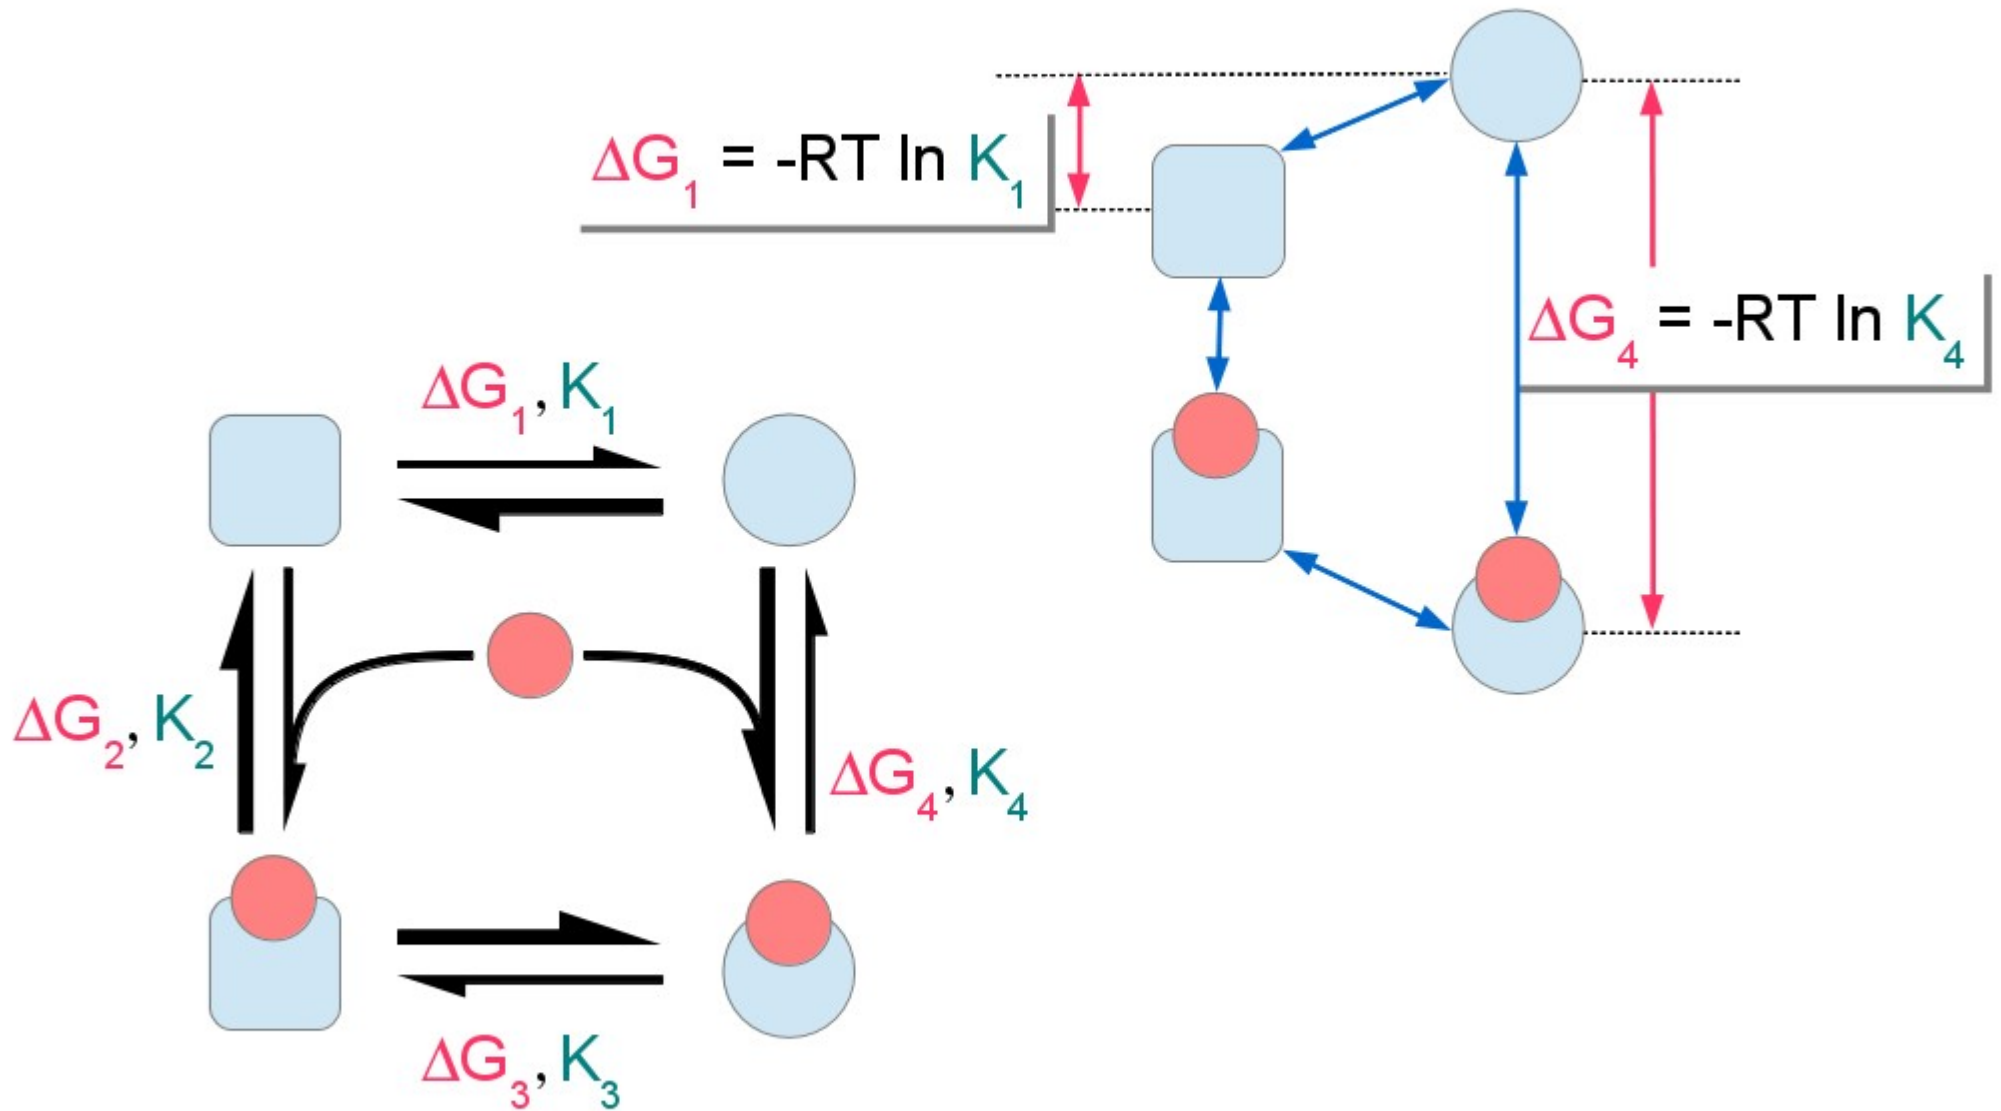 ΔG₁ = -RT ln K₁
ΔG₄ = -RT ln K₄
ΔG₁, K₁
ΔG₂, K₂
ΔG₄, K₄
ΔG₃, K₃